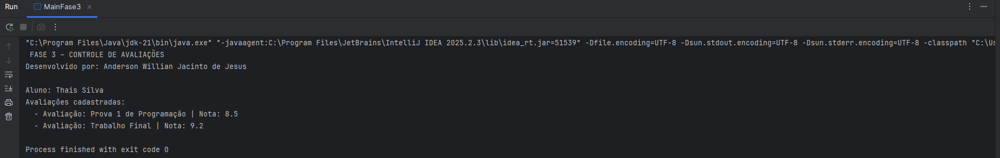 Run MainFase3
"C:\Program Files\Java\jdk-21\bin\java.exe" "-javaagent:C:\Program Files\JetBrains\IntelliJ IDEA 2025.2.3\lib\idea_rt.jar=51539" -Dfile.encoding=UTF-8 -Dsun.stdout.encoding=UTF-8 -Dsun.stderr.encoding=UTF-8 -classpath "C:\Us
FASE 3 – CONTROLE DE AVALIAÇÕES
Desenvolvido por: Anderson Willian Jacinto de Jesus
Aluno: Thais Silva
Avaliações cadastradas:
- Avaliação: Prova 1 de Programação | Nota: 8.5
- Avaliação: Trabalho Final | Nota: 9.2
Process finished with exit code 0